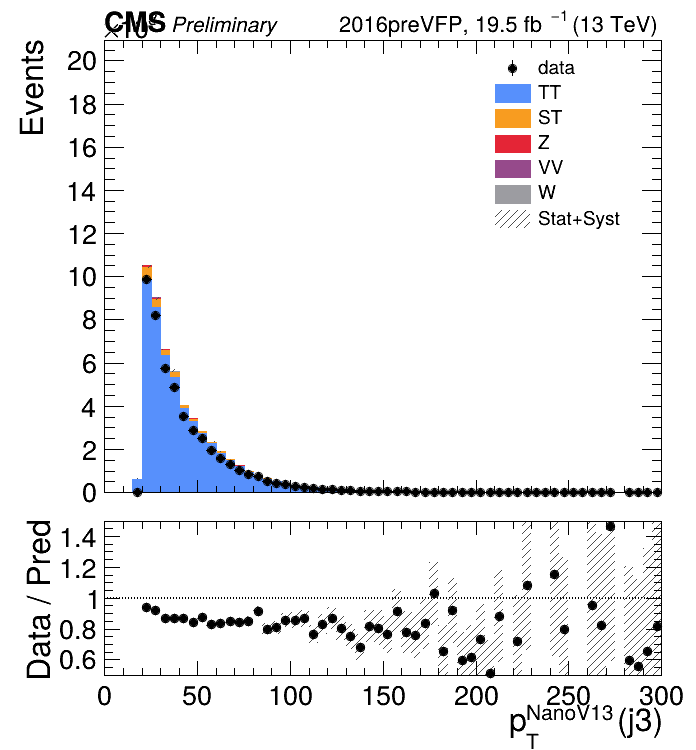 CMS Preliminary 2016preVFP, 19.5 fb⁻¹ (13 TeV)
Events
20
18
16
14
12
10
8
6
4
2
0
data
TT
ST
Z
VV
W
Stat+Syst
Data / Pred
1.4
1.2
1
0.8
0.6
0 50 100 150 200 250 300
p_T^NanoV13 (j3)